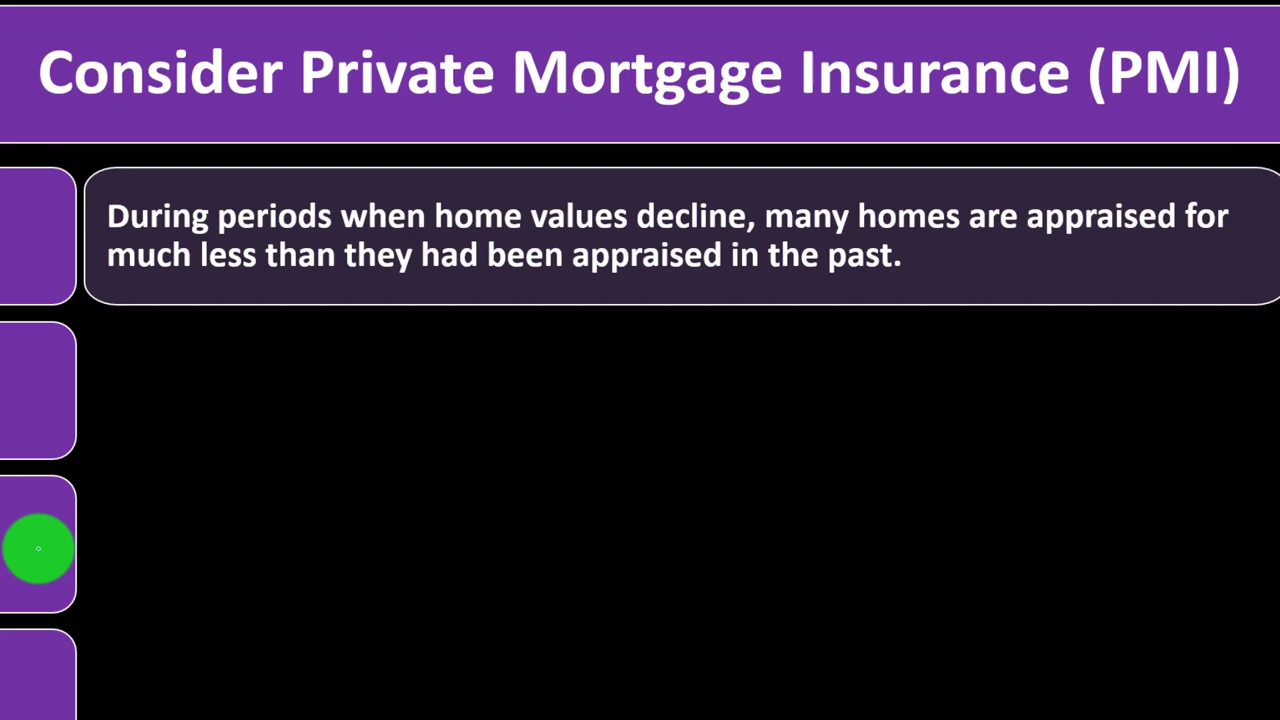 Consider Private Mortgage Insurance (PMI)
During periods when home values decline, many homes are appraised for
much less than they had been appraised in the past.